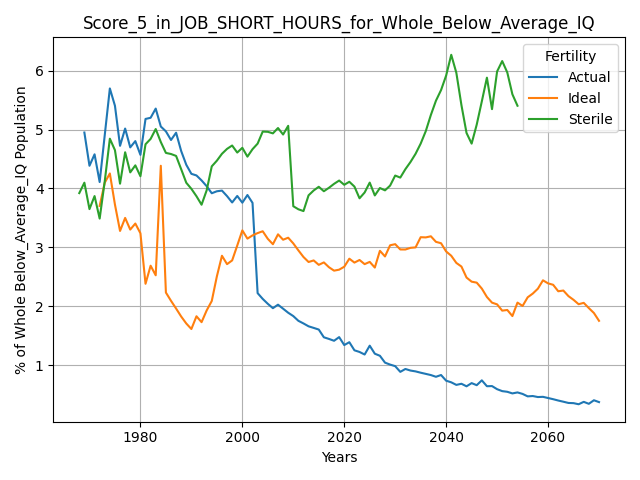 Score_5_in_JOB_SHORT_HOURS_for_Whole_Below_Average_IQ
Fertility
Actual
Ideal
Sterile
% of Whole Below_Average_IQ Population
6
5
4
3
2
1
1980
2000
2020
2040
2060
Years